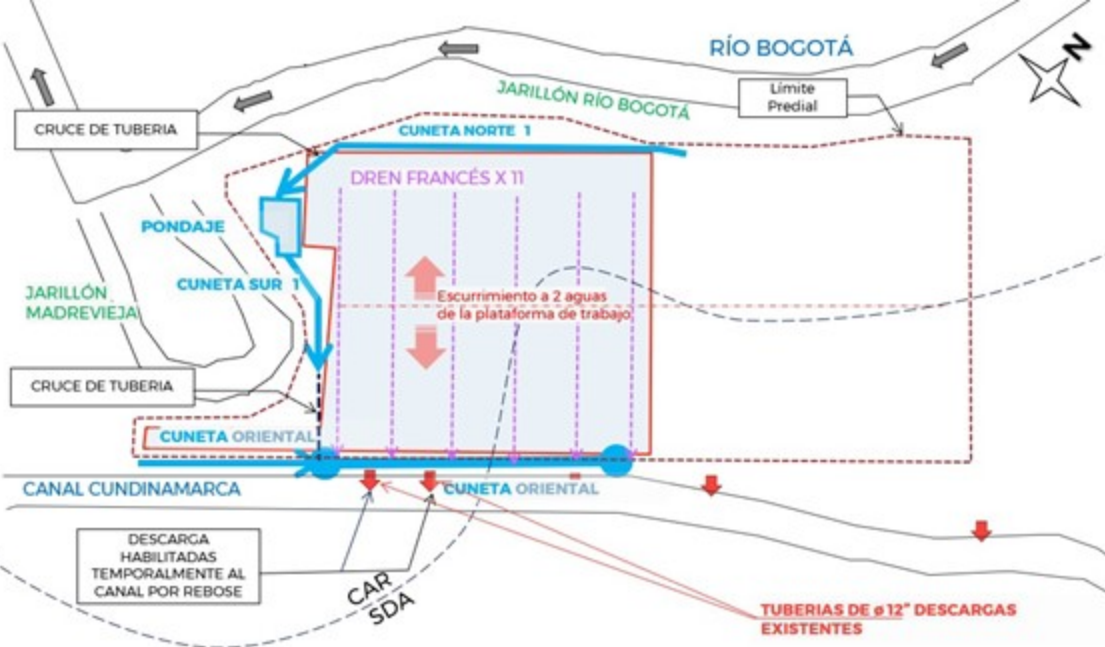 RÍO BOGOTÁ
N
JARILLÓN RÍO BOGOTÁ
Límite
Predial
CRUCE DE TUBERIA
CUNETA NORTE 1
DREN FRANCÉS X 11
PONDAJE
CUNETA SUR 1
JARILLÓN
MADREVIEJA
Escurrimiento a 2 aguas
de la plataforma de trabajo
CRUCE DE TUBERIA
CUNETA ORIENTAL
CANAL CUNDINAMARCA
CUNETA ORIENTAL
DESCARGA
HABILITADAS
TEMPORALMENTE AL
CANAL POR REBOSE
CAR
SDA
TUBERIAS DE ø 12" DESCARGAS
EXISTENTES